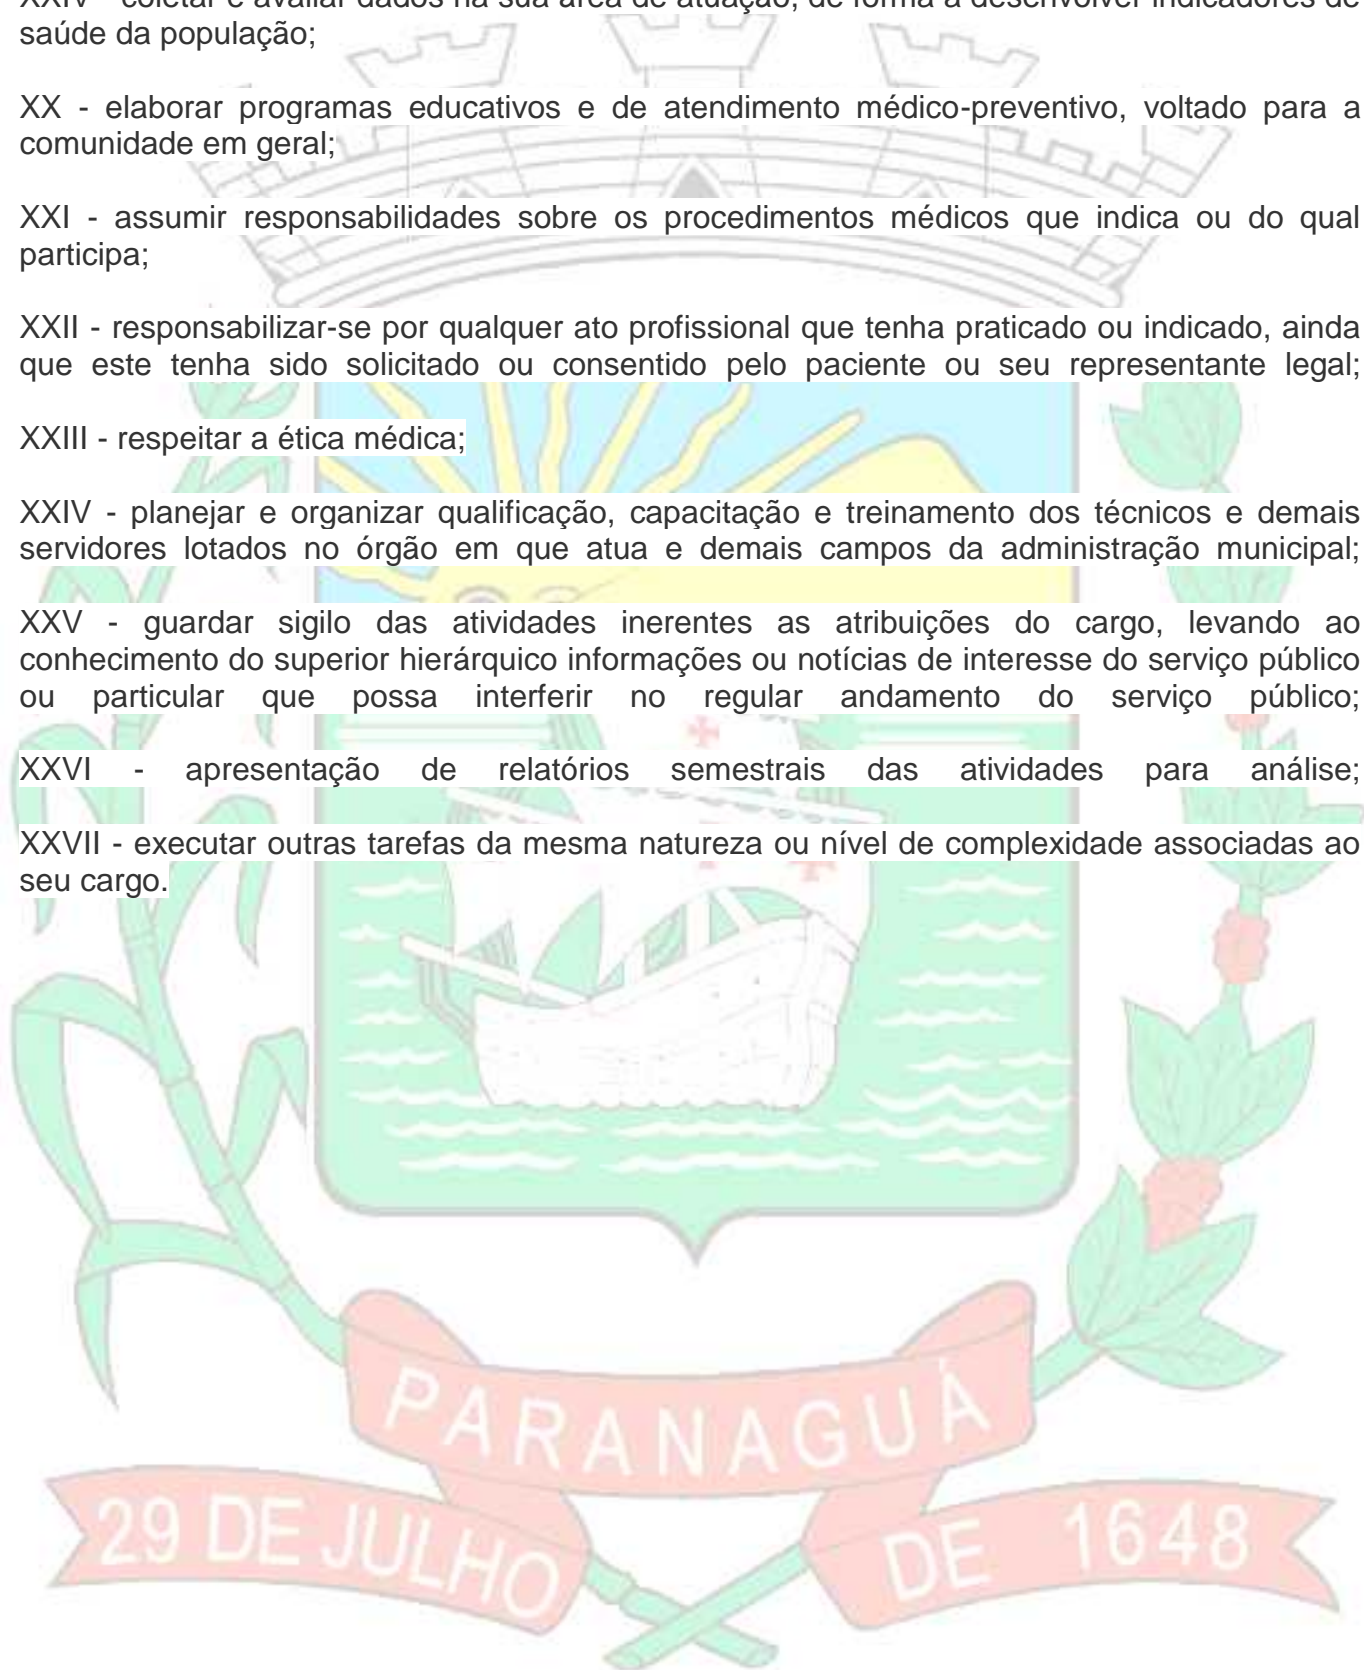 XXIV - coletar e avaliar dados na sua área de atuação, de forma a desenvolver indicadores de
saúde da população;
XX - elaborar programas educativos e de atendimento médico-preventivo, voltado para a
comunidade em geral;
XXI - assumir responsabilidades sobre os procedimentos médicos que indica ou do qual
participa;
XXII - responsabilizar-se por qualquer ato profissional que tenha praticado ou indicado, ainda
que este tenha sido solicitado ou consentido pelo paciente ou seu representante legal;
XXIII - respeitar a ética médica;
XXIV - planejar e organizar qualificação, capacitação e treinamento dos técnicos e demais
servidores lotados no órgão em que atua e demais campos da administração municipal;
XXV - guardar sigilo das atividades inerentes as atribuições do cargo, levando ao
conhecimento do superior hierárquico informações ou notícias de interesse do serviço público
ou particular que possa interferir no regular andamento do serviço público;
XXVI - apresentação de relatórios semestrais das atividades para análise;
XXVII - executar outras tarefas da mesma natureza ou nível de complexidade associadas ao
seu cargo.
PARANAGUÁ
29 DE JULHO DE 1648